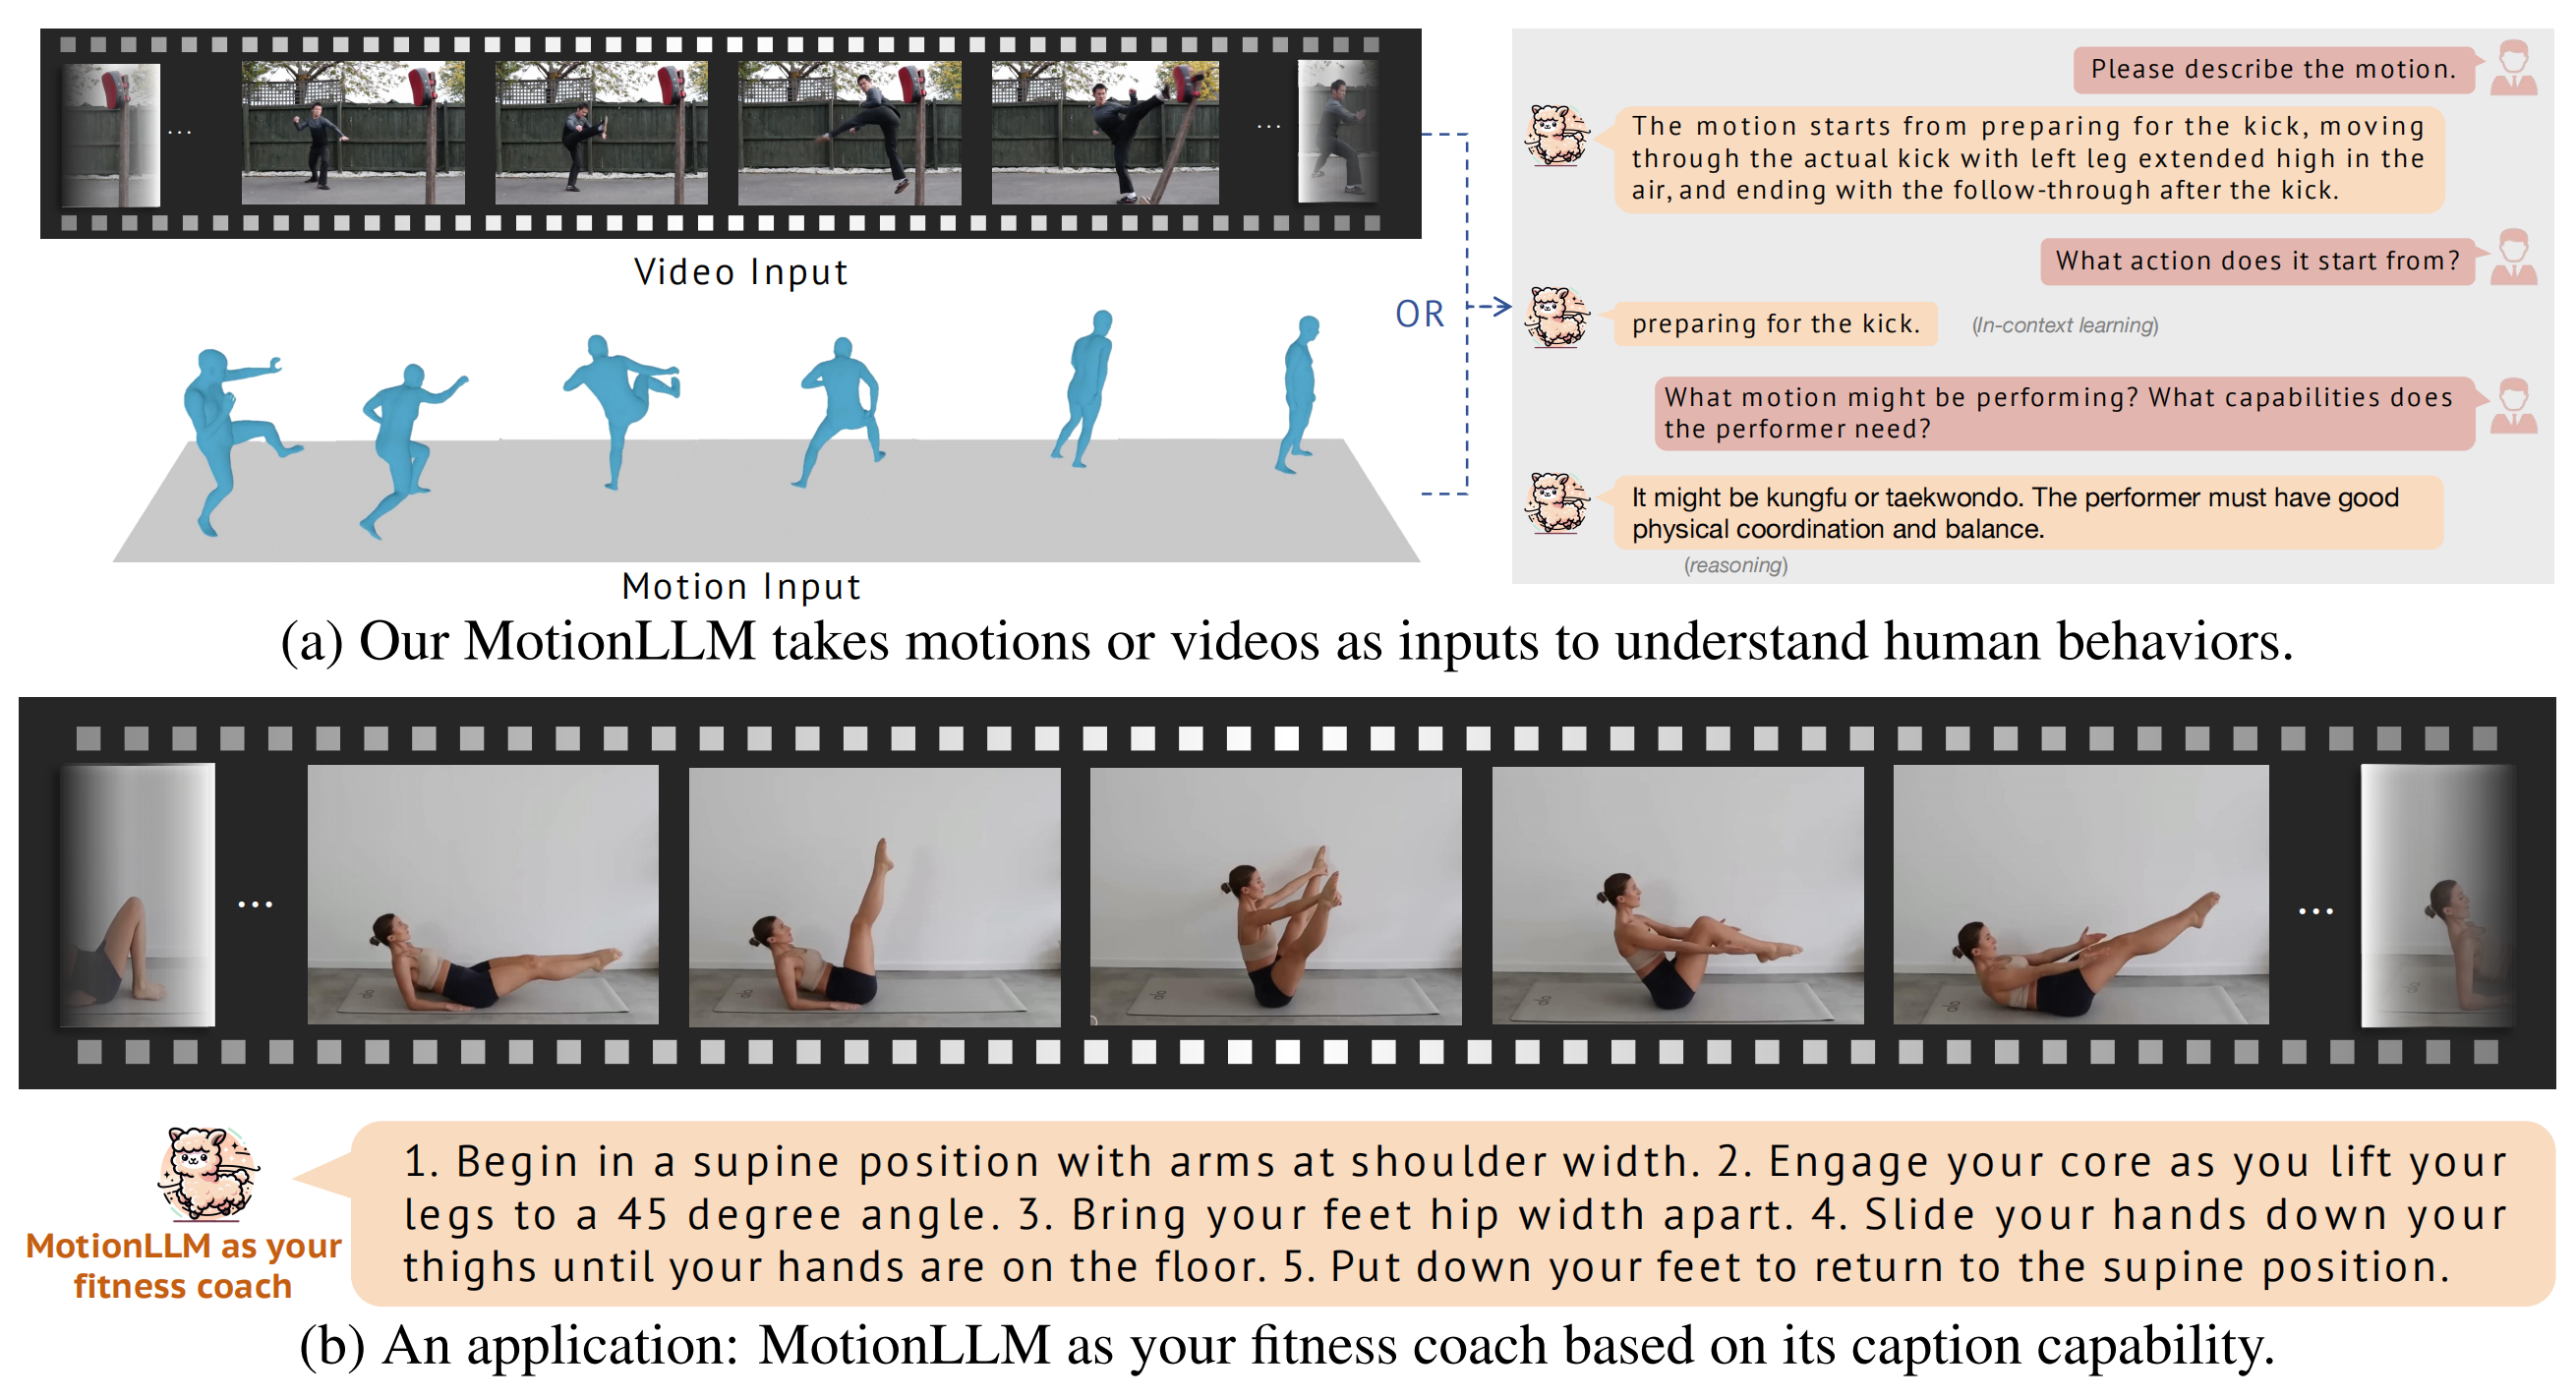 Video Input
Motion Input
OR
Please describe the motion.
The motion starts from preparing for the kick, moving
through the actual kick with left leg extended high in the
air, and ending with the follow-through after the kick.
What action does it start from?
preparing for the kick.
(In-context learning)
What motion might be performing? What capabilities does
the performer need?
It might be kungfu or taekwondo. The performer must have good
physical coordination and balance.
(reasoning)
(a) Our MotionLLM takes motions or videos as inputs to understand human behaviors.
...
...
MotionLLM as your
fitness coach
1. Begin in a supine position with arms at shoulder width. 2. Engage your core as you lift your
legs to a 45 degree angle. 3. Bring your feet hip width apart. 4. Slide your hands down your
thighs until your hands are on the floor. 5. Put down your feet to return to the supine position.
(b) An application: MotionLLM as your fitness coach based on its caption capability.